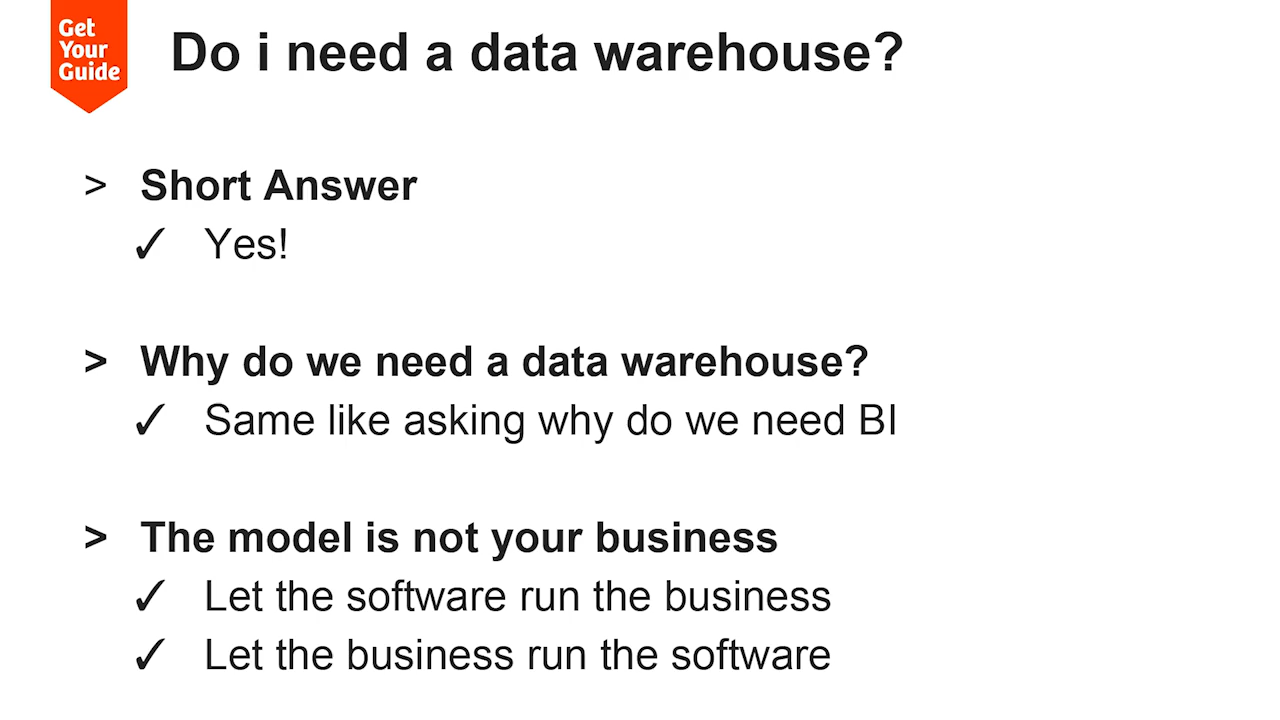 Get
Your
Guide
Do i need a data warehouse?
> Short Answer
✓ Yes!
> Why do we need a data warehouse?
✓ Same like asking why do we need BI
> The model is not your business
✓ Let the software run the business
✓ Let the business run the software